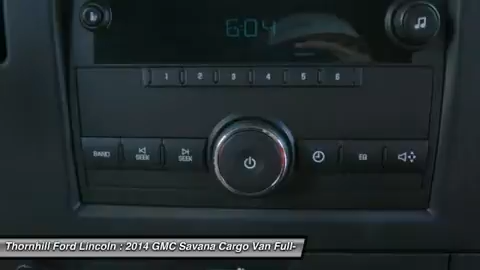 6:04
1 2 3 4 5 6
BAND SEEK SEEK
Thornhill Ford Lincoln : 2014 GMC Savana Cargo Van Full-